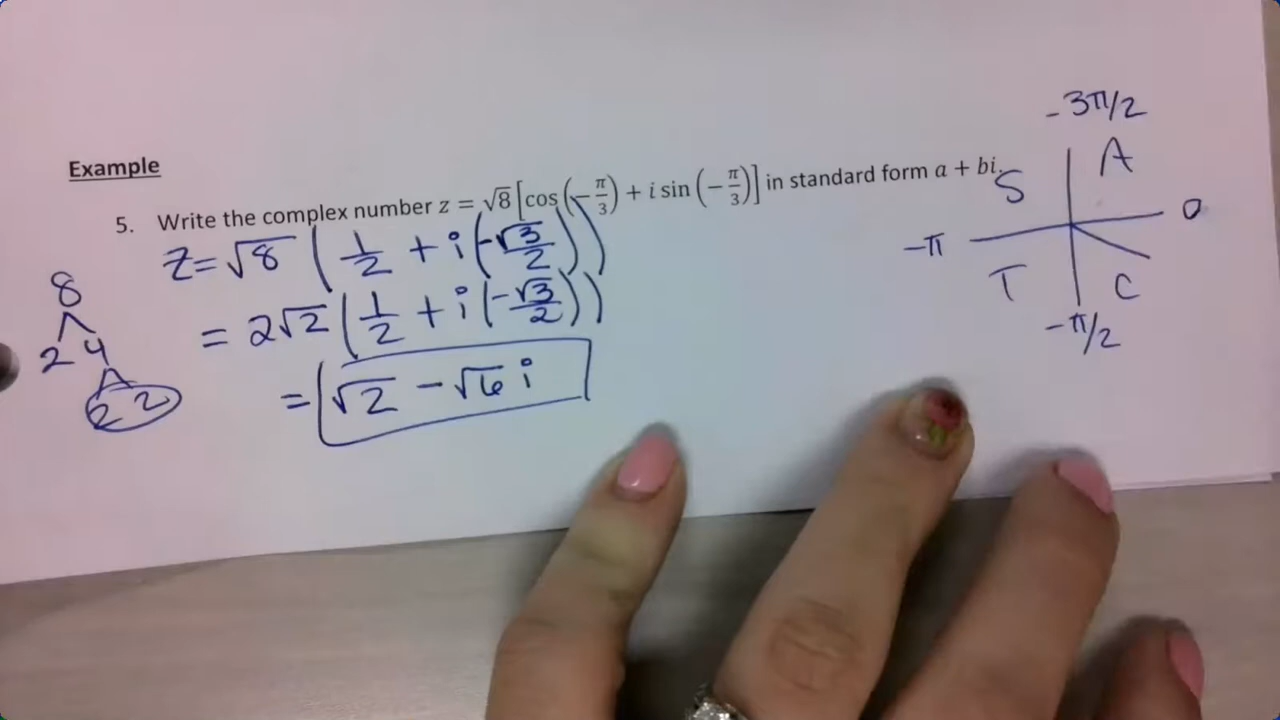 Example
5. Write the complex number z = √8 [cos(−π/3) + i sin(−π/3)] in standard form a + bi.
z = √8 (1/2 + i(−√3/2))
= 2√2 (1/2 + i(−√3/2))
= √2 − √6 i
8
2 4
2 2
−3π/2
S A
−π 0
T C
−π/2